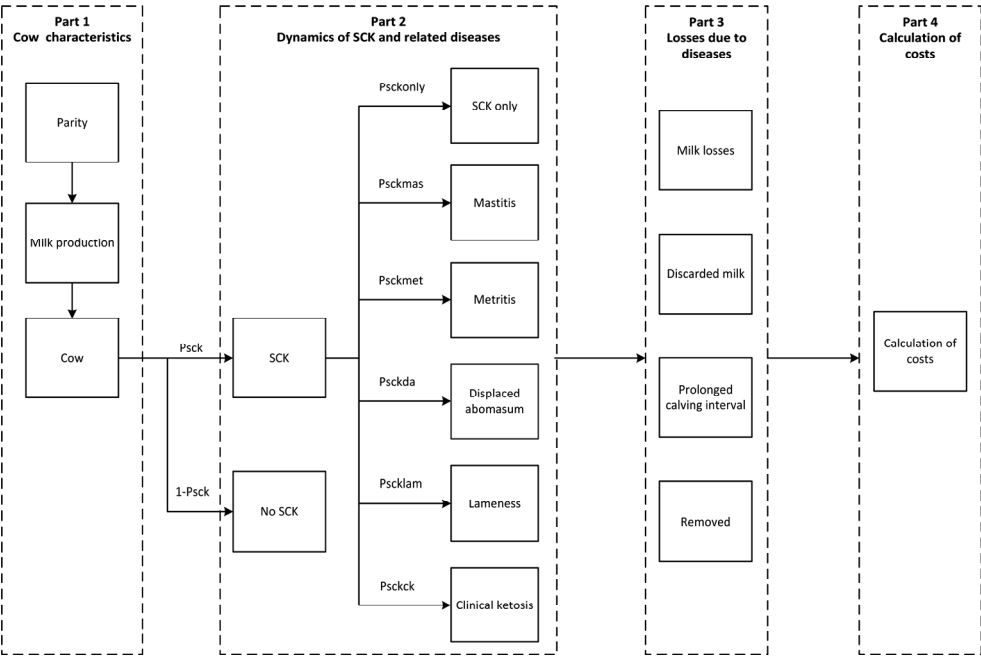 Part 1
Cow characteristics
Parity
Milk production
Cow
Part 2
Dynamics of SCK and related diseases
Psck
1-Psck
SCK
No SCK
Psckonly
SCK only
Psckmas
Mastitis
Psckmet
Metritis
Psckda
Displaced
abomasum
Pscklam
Lameness
Psckck
Clinical ketosis
Part 3
Losses due to
diseases
Milk losses
Discarded milk
Prolonged
calving interval
Removed
Part 4
Calculation of
costs
Calculation of
costs